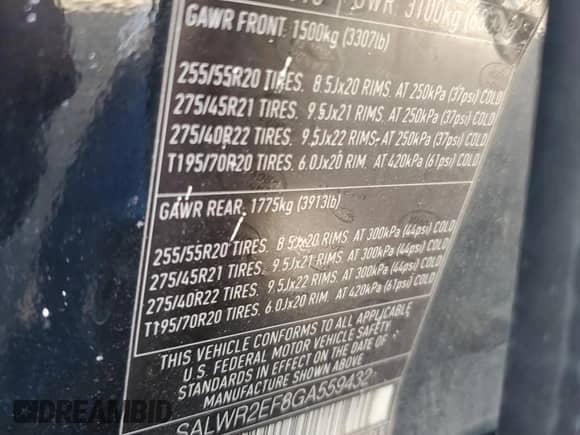 GAWR FRONT 1500kg (3307lb)
GWR 3100kg
255/55R20 TIRES. 8.5Jx20 RIMS. AT 250kPa (37psi) COLD
275/45R21 TIRES. 9.5Jx21 RIMS AT 250kPa (37psi) COLD
275/40R22 TIRES. 9.5Jx22 RIMS. AT 250kPa (37psi) COLD
T195/70R20 TIRES. 6.0Jx20 RIM. AT 420kPa (61psi) COLD
GAWR REAR. 1775kg (3913lb)
255/55R20 TIRES. 8.5Jx20 RIMS AT 300kPa (44psi) COLD
275/45R21 TIRES. 9.5Jx21 RIMS AT 300kPa (44psi) COLD
275/40R22 TIRES. 9.5Jx22 RIMS AT 300kPa (44psi) COLD
T195/70R20 TIRES. 6.0Jx20 RIM. AT 420kPa (61psi) COLD
THIS VEHICLE CONFORMS TO ALL APPLICABLE
U.S. FEDERAL MOTOR VEHICLE SAFETY
STANDARDS IN EFFECT ON THE DATE OF
MANUFACTURE
SALWR2EF8GA559432
DREAMBID